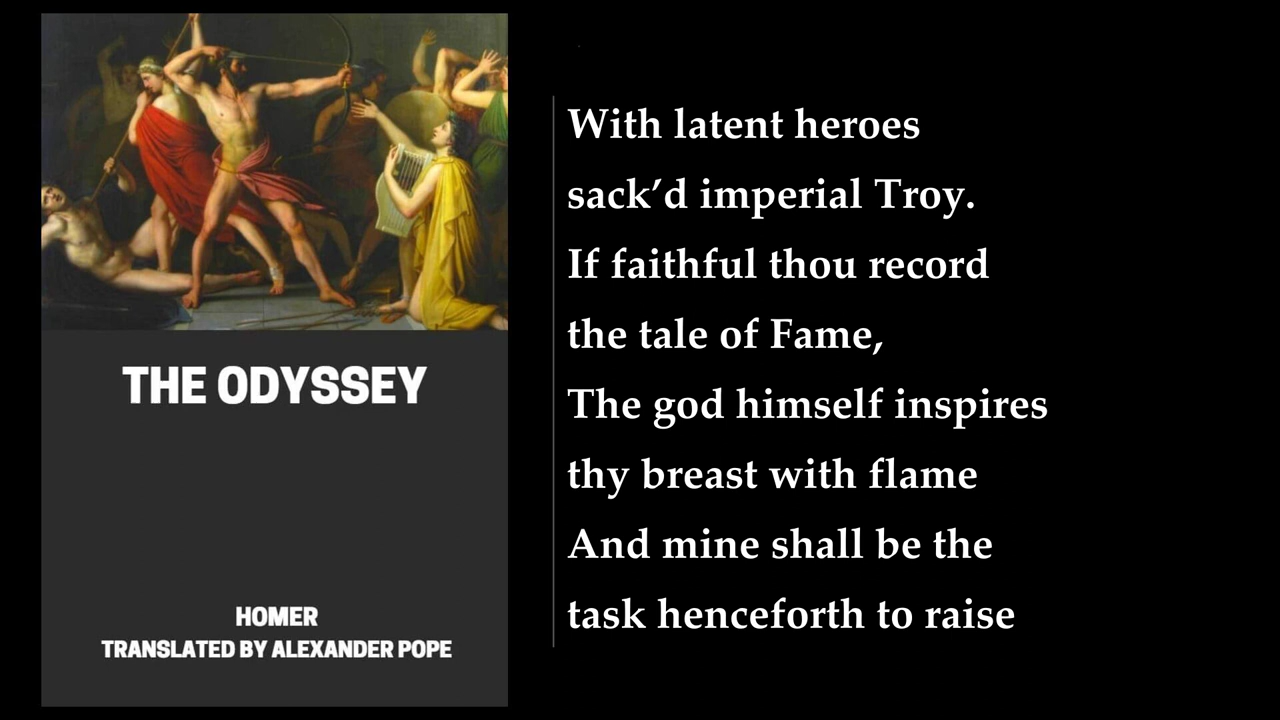 THE ODYSSEY
HOMER
TRANSLATED BY ALEXANDER POPE
With latent heroes
sack’d imperial Troy.
If faithful thou record
the tale of Fame,
The god himself inspires
thy breast with flame
And mine shall be the
task henceforth to raise